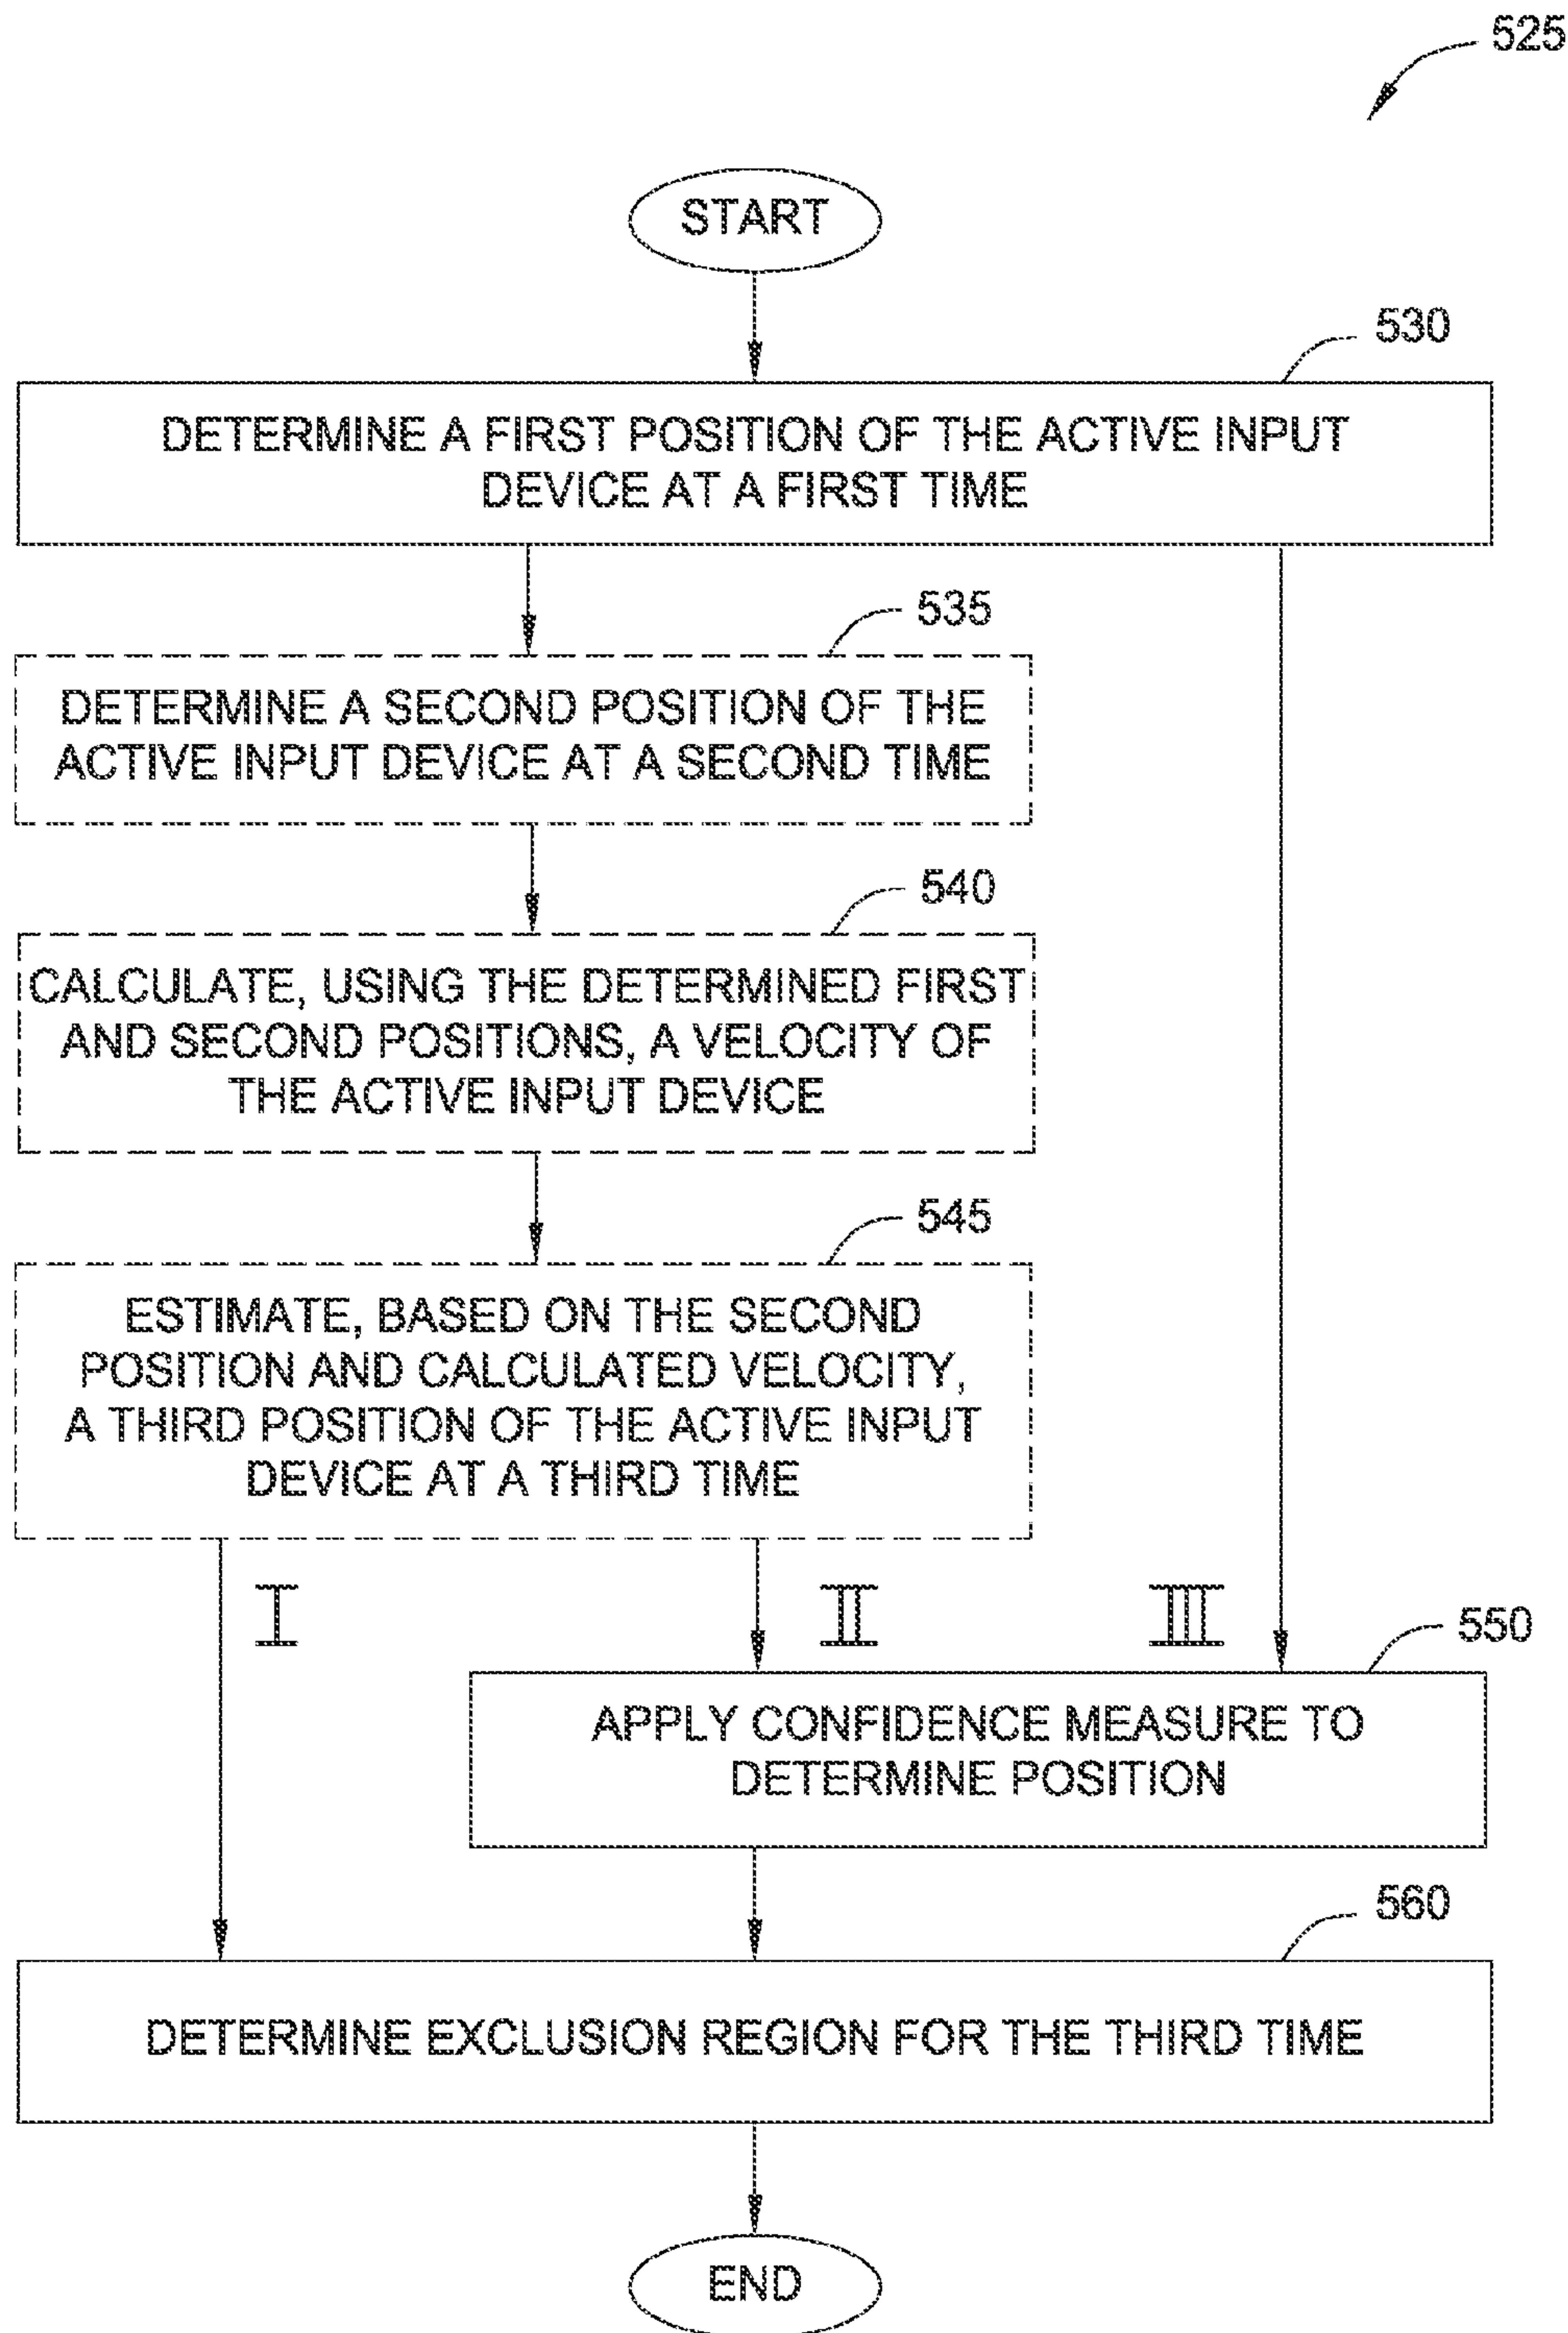 525
START
530
DETERMINE A FIRST POSITION OF THE ACTIVE INPUT
DEVICE AT A FIRST TIME
535
DETERMINE A SECOND POSITION OF THE
ACTIVE INPUT DEVICE AT A SECOND TIME
540
CALCULATE, USING THE DETERMINED FIRST
AND SECOND POSITIONS, A VELOCITY OF
THE ACTIVE INPUT DEVICE
545
ESTIMATE, BASED ON THE SECOND
POSITION AND CALCULATED VELOCITY,
A THIRD POSITION OF THE ACTIVE INPUT
DEVICE AT A THIRD TIME
I
II
III
550
APPLY CONFIDENCE MEASURE TO
DETERMINE POSITION
560
DETERMINE EXCLUSION REGION FOR THE THIRD TIME
END